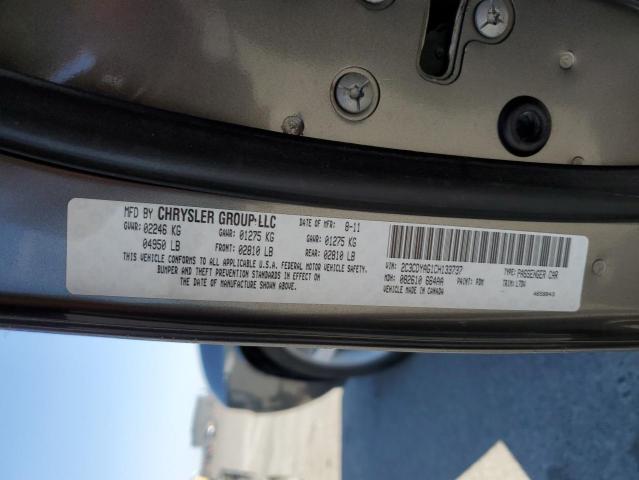 MFD BY CHRYSLER GROUP LLC DATE OF MFR: 8-11
GVWR: 02246 KG GAWR: 01275 KG GAWR: 01275 KG
04950 LB FRONT: 02810 LB REAR: 02810 LB
THIS VEHICLE CONFORMS TO ALL APPLICABLE U.S.A. FEDERAL MOTOR VEHICLE SAFETY,
BUMPER AND THEFT PREVENTION STANDARDS IN EFFECT ON
THE DATE OF MANUFACTURE SHOWN ABOVE.
VIN: 2C3CDYAG1CH133737 TYPE: PASSENGER CAR
MDH: 082610 664AA PAINT: PDM TRIM: L7D4
VEHICLE MADE IN CANADA